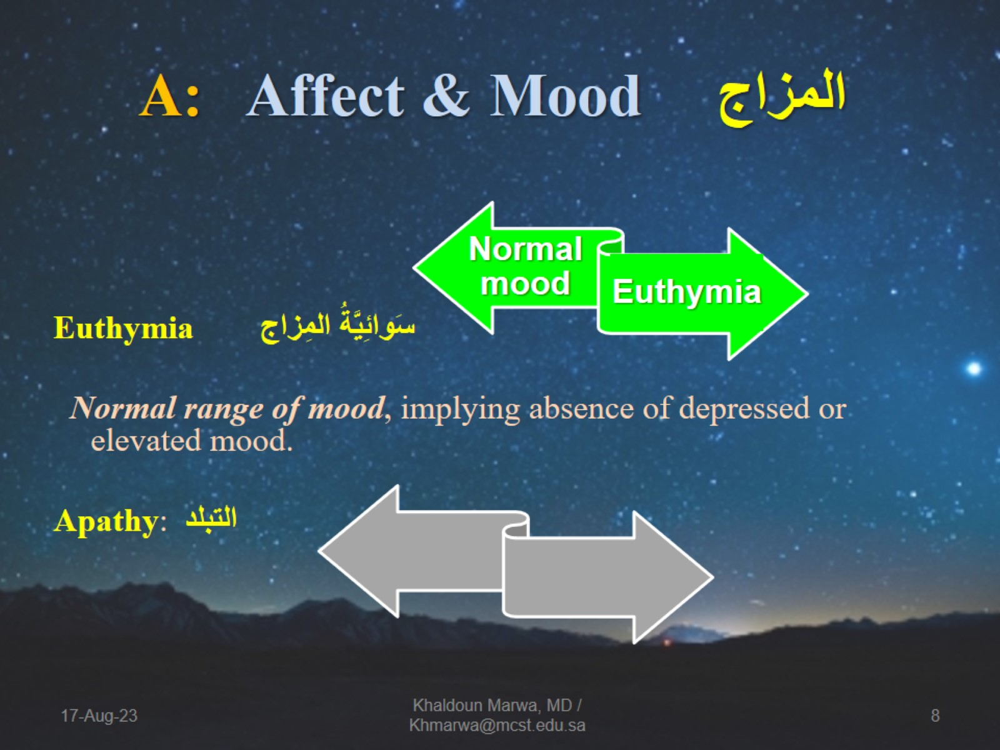 A: Affect & Mood المزاج
Normal
mood
Euthymia
Euthymia سَوائِيَّةُ المِزاج
Normal range of mood, implying absence of depressed or
elevated mood.
Apathy: التبلد
17-Aug-23
Khaldoun Marwa, MD /
Khmarwa@mcst.edu.sa
8